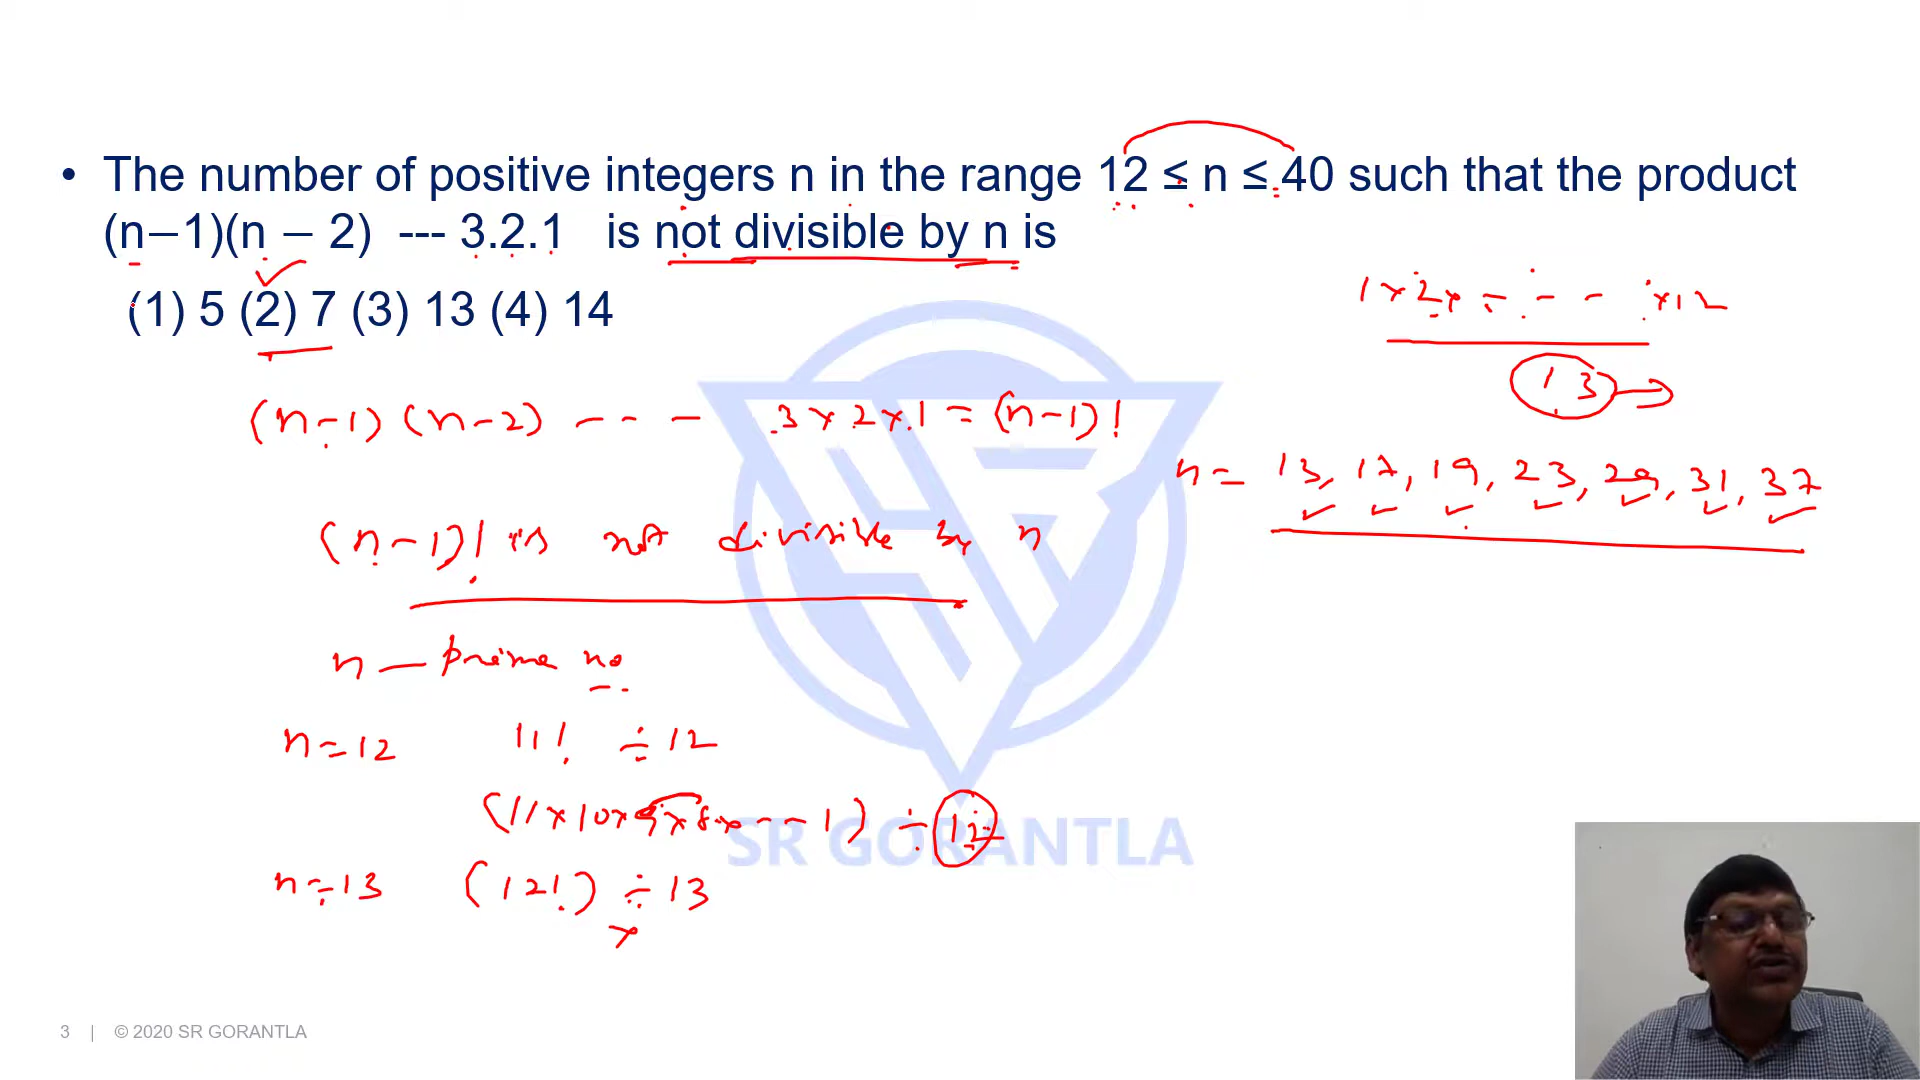 • The number of positive integers n in the range 12 ≤ n ≤ 40 such that the product
(n−1)(n − 2) --- 3.2.1 is not divisible by n is
(1) 5 (2) 7 (3) 13 (4) 14
1 x 2 x - - - x 12
13
(n-1) (n-2) - - - 3 x 2 x 1 = (n-1)!
n = 13, 17, 19, 23, 29, 31, 37
(n-1)! is not divisible by n
n — prime no
n = 12 11! ÷ 12
(11 x 10 x 9 x 8 x - - 1) ÷ 12
SR GORANTLA
n = 13 (12!) ÷ 13
x
3 | © 2020 SR GORANTLA